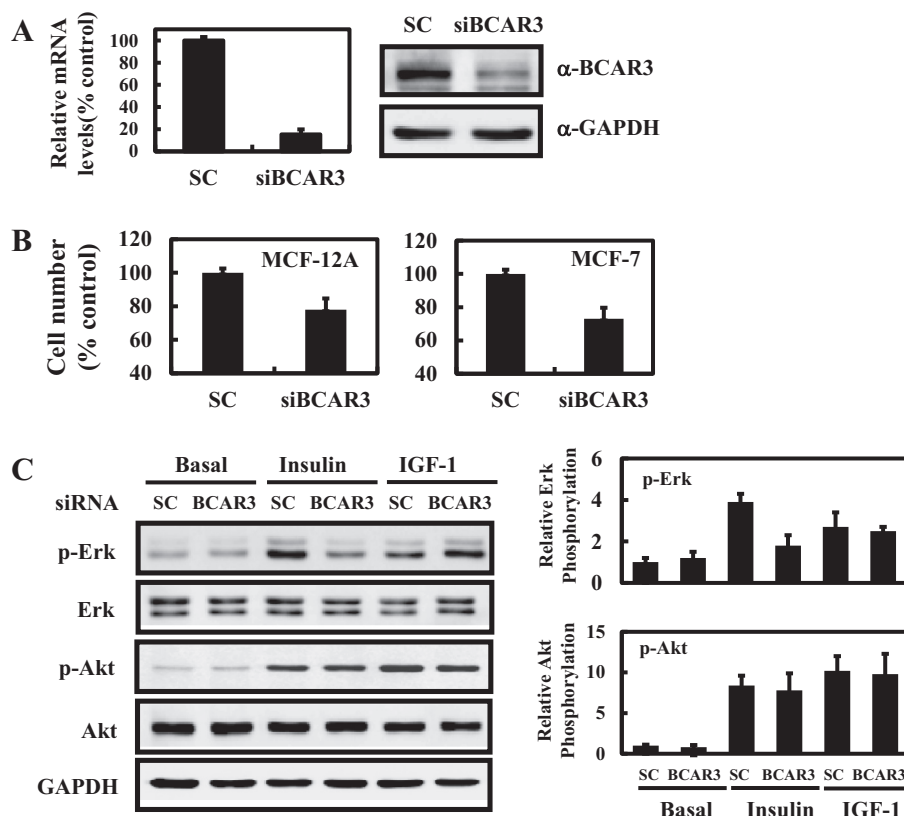 A
Relative mRNA
levels(% control)
100
80
60
40
20
0
SC siBCAR3
SC siBCAR3
α-BCAR3
α-GAPDH
B
Cell number
(% control)
120
100
80
60
40
MCF-12A
SC siBCAR3
120
100
80
60
40
MCF-7
SC siBCAR3
C
Basal Insulin IGF-1
siRNA SC BCAR3 SC BCAR3 SC BCAR3
p-Erk
Erk
p-Akt
Akt
GAPDH
Relative Erk
Phosphorylation
6
4
2
0
p-Erk
Relative Akt
Phosphorylation
15
10
5
0
p-Akt
SC BCAR3 SC BCAR3 SC BCAR3
Basal Insulin IGF-1